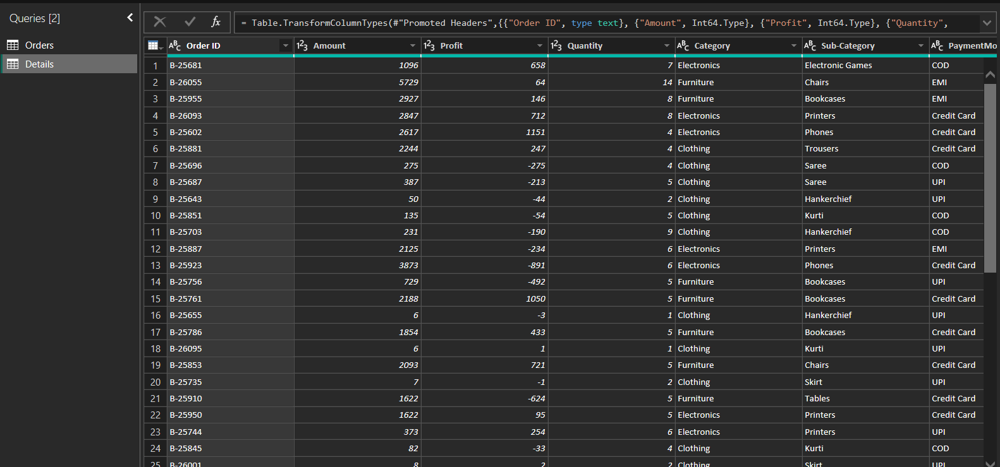 Queries [2]
Orders
Details
fx
= Table.TransformColumnTypes(#"Promoted Headers",{{"Order ID", type text}, {"Amount", Int64.Type}, {"Profit", Int64.Type}, {"Quantity",
ABC Order ID 123 Amount 123 Profit 123 Quantity ABC Category ABC Sub-Category ABC PaymentMo
1 B-25681 1096 658 7 Electronics Electronic Games COD
2 B-26055 5729 64 14 Furniture Chairs EMI
3 B-25955 2927 146 8 Furniture Bookcases EMI
4 B-26093 2847 712 8 Electronics Printers Credit Card
5 B-25602 2617 1151 4 Electronics Phones Credit Card
6 B-25881 2244 247 4 Clothing Trousers Credit Card
7 B-25696 275 -275 4 Clothing Saree COD
8 B-25687 387 -213 5 Clothing Saree UPI
9 B-25643 50 -44 2 Clothing Hankerchief UPI
10 B-25851 135 -54 5 Clothing Kurti COD
11 B-25703 231 -190 9 Clothing Hankerchief COD
12 B-25887 2125 -234 6 Electronics Printers EMI
13 B-25923 3873 -891 6 Electronics Phones Credit Card
14 B-25756 729 -492 5 Furniture Bookcases UPI
15 B-25761 2188 1050 5 Furniture Bookcases Credit Card
16 B-25655 6 -3 1 Clothing Hankerchief UPI
17 B-25786 1854 433 5 Furniture Bookcases Credit Card
18 B-26095 6 1 1 Clothing Kurti UPI
19 B-25853 2093 721 5 Furniture Chairs Credit Card
20 B-25735 7 -1 2 Clothing Skirt UPI
21 B-25910 1622 -624 5 Furniture Tables Credit Card
22 B-25950 1622 95 5 Electronics Printers Credit Card
23 B-25744 373 254 6 Electronics Printers UPI
24 B-25845 82 -33 4 Clothing Kurti COD
25 B-26001 8 2 2 Clothing Skirt UPI